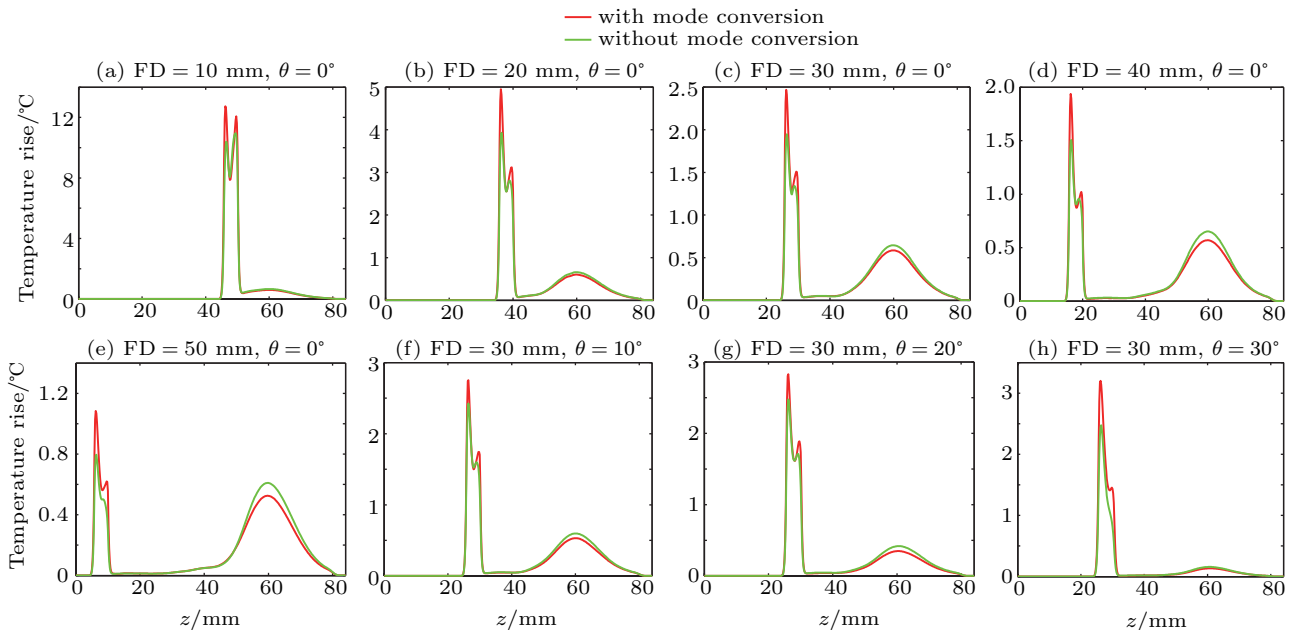 with mode conversion
without mode conversion
(a) FD = 10 mm, θ = 0°
(b) FD = 20 mm, θ = 0°
(c) FD = 30 mm, θ = 0°
(d) FD = 40 mm, θ = 0°
Temperature rise/℃
12
8
4
0
0 20 40 60 80
5
4
3
2
1
0
0 20 40 60 80
2.5
2.0
1.5
1.0
0.5
0
0 20 40 60 80
2.0
1.5
1.0
0.5
0
0 20 40 60 80
(e) FD = 50 mm, θ = 0°
(f) FD = 30 mm, θ = 10°
(g) FD = 30 mm, θ = 20°
(h) FD = 30 mm, θ = 30°
Temperature rise/℃
1.2
0.8
0.4
0
0 20 40 60 80
z/mm
3
2
1
0
0 20 40 60 80
z/mm
3
2
1
0
0 20 40 60 80
z/mm
3
2
1
0
0 20 40 60 80
z/mm